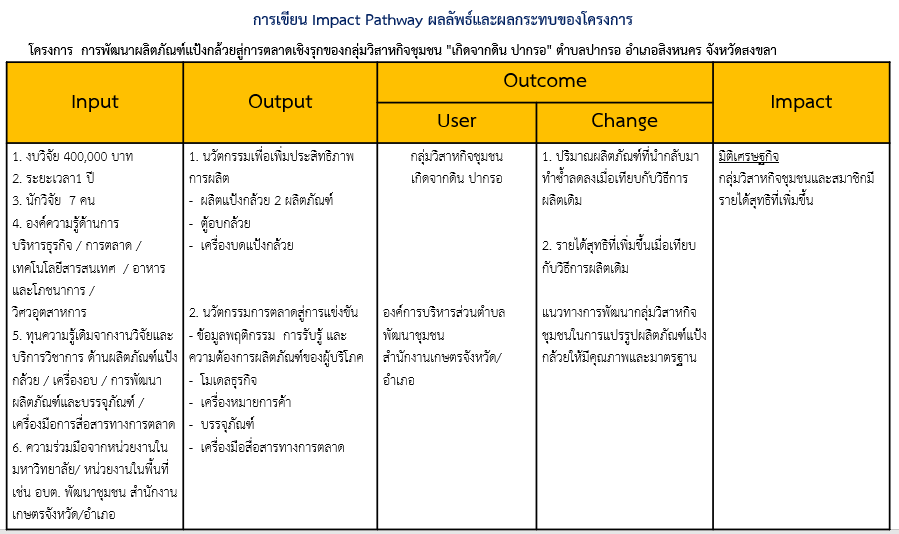 การเขียน Impact Pathway ผลลัพธ์และผลกระทบของโครงการ
โครงการ การพัฒนาผลิตภัณฑ์แป้งกล้วยสู่การตลาดเชิงรุกของกลุ่มวิสาหกิจชุมชน "เกิดจากดิน ปากรอ" ตำบลปากรอ อำเภอสิงหนคร จังหวัดสงขลา
Input
Output
Outcome
User
Change
Impact
1. งบวิจัย 400,000 บาท
2. ระยะเวลา1 ปี
3. นักวิจัย 7 คน
4. องค์ความรู้ด้านการ
บริหารธุรกิจ / การตลาด /
เทคโนโลยีสารสนเทศ / อาหาร
และโภชนาการ /
วิศวอุตสาหการ
5. ทุนความรู้เดิมจากงานวิจัยและ
บริการวิชาการ ด้านผลิตภัณฑ์แป้ง
กล้วย / เครื่องอบ / การพัฒนา
ผลิตภัณฑ์และบรรจุภัณฑ์ /
เครื่องมือการสื่อสารทางการตลาด
6. ความร่วมมือจากหน่วยงานใน
มหาวิทยาลัย/ หน่วยงานในพื้นที่
เช่น อบต. พัฒนาชุมชน สำนักงาน
เกษตรจังหวัด/อำเภอ
1. นวัตกรรมเพื่อเพิ่มประสิทธิภาพ
การผลิต
- ผลิตแป้งกล้วย 2 ผลิตภัณฑ์
- ตู้อบกล้วย
- เครื่องบดแป้งกล้วย
2. นวัตกรรมการตลาดสู่การแข่งขัน
- ข้อมูลพฤติกรรม การรับรู้ และ
ความต้องการผลิตภัณฑ์ของผู้บริโภค
- โมเดลธุรกิจ
- เครื่องหมายการค้า
- บรรจุภัณฑ์
- เครื่องมือสื่อสารทางการตลาด
กลุ่มวิสาหกิจชุมชน
เกิดจากดิน ปากรอ
องค์การบริหารส่วนตำบล
พัฒนาชุมชน
สำนักงานเกษตรจังหวัด/
อำเภอ
1. ปริมาณผลิตภัณฑ์ที่นำกลับมา
ทำซ้ำลดลงเมื่อเทียบกับวิธีการ
ผลิตเดิม
2. รายได้สุทธิที่เพิ่มขึ้นเมื่อเทียบ
กับวิธีการผลิตเดิม
แนวทางการพัฒนากลุ่มวิสาหกิจ
ชุมชนในการแปรรูปผลิตภัณฑ์แป้ง
กล้วยให้มีคุณภาพและมาตรฐาน
มิติเศรษฐกิจ
กลุ่มวิสาหกิจชุมชนและสมาชิกมี
รายได้สุทธิที่เพิ่มขึ้น